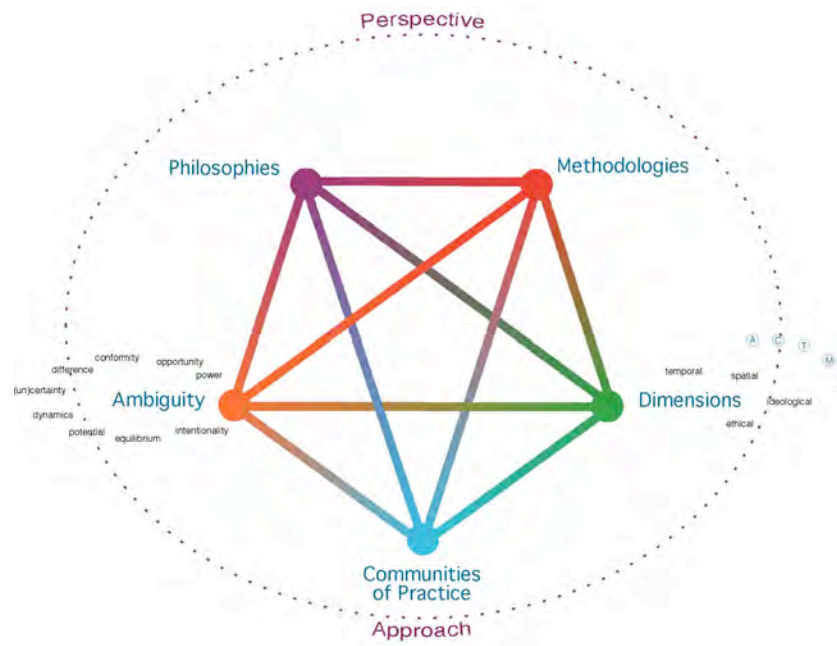 Perspective
Philosophies
Methodologies
A C T M
conformity
opportunity
difference
power
temporal
spatial
(un)certainty
Ambiguity
Dimensions
ideological
dynamics
potential
equilibrium
intentionality
ethical
Communities
of Practice
Approach